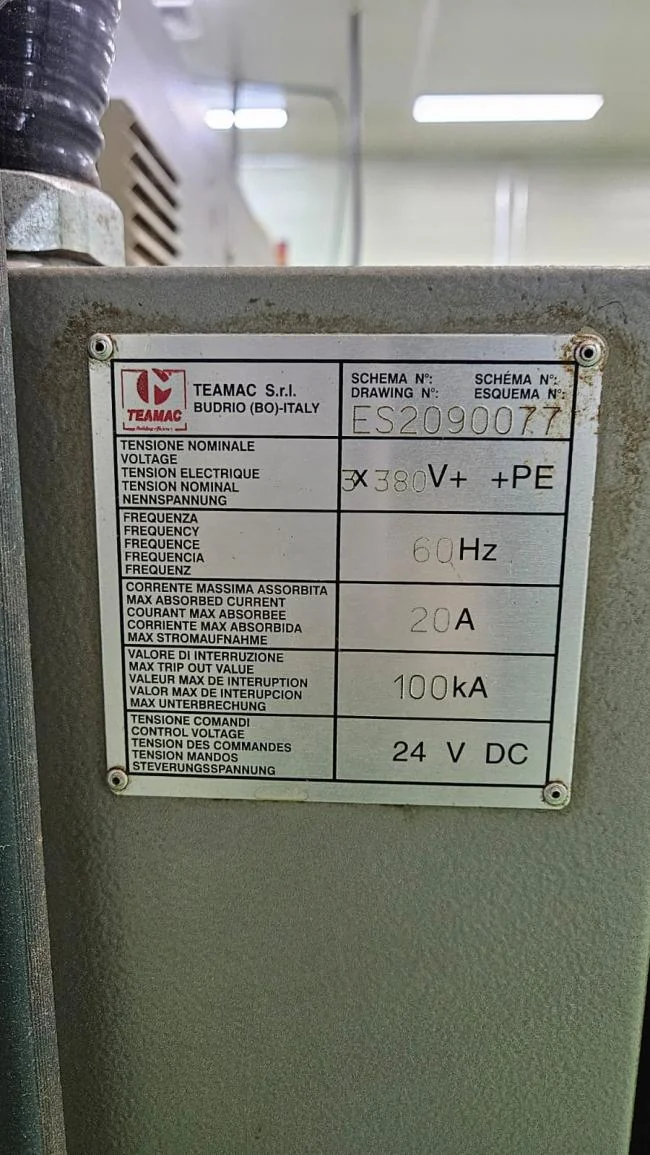 TEAMAC
TEAMAC S.r.l.
BUDRIO (BO)-ITALY
SCHEMA N°: SCHÉMA N°:
DRAWING N°: ESQUEMA N°:
ES2090077
TENSIONE NOMINALE
VOLTAGE
TENSION ELECTRIQUE
TENSION NOMINAL
NENNSPANNUNG
3x380V+ +PE
FREQUENZA
FREQUENCY
FREQUENCE
FREQUENCIA
FREQUENZ
60Hz
CORRENTE MASSIMA ASSORBITA
MAX ABSORBED CURRENT
COURANT MAX ABSORBEE
CORRIENTE MAX ABSORBIDA
MAX STROMAUFNAHME
20A
VALORE DI INTERRUZIONE
MAX TRIP OUT VALUE
VALEUR MAX DE INTERUPTION
VALOR MAX DE INTERUPCION
MAX UNTERBRECHUNG
100kA
TENSIONE COMANDI
CONTROL VOLTAGE
TENSION DES COMMANDES
TENSION MANDOS
STEVERUNGSSPANNUNG
24 V DC